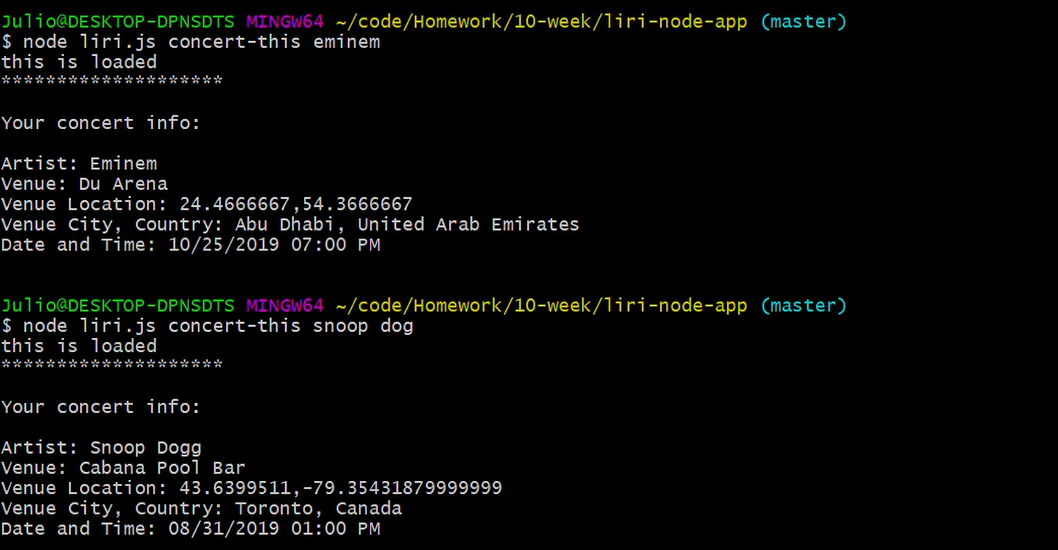 Julio@DESKTOP-DPNSDTS MINGW64 ~/code/Homework/10-week/liri-node-app (master)
$ node liri.js concert-this eminem
this is loaded
********************
Your concert info:
Artist: Eminem
Venue: Du Arena
Venue Location: 24.4666667,54.3666667
Venue City, Country: Abu Dhabi, United Arab Emirates
Date and Time: 10/25/2019 07:00 PM
Julio@DESKTOP-DPNSDTS MINGW64 ~/code/Homework/10-week/liri-node-app (master)
$ node liri.js concert-this snoop dog
this is loaded
********************
Your concert info:
Artist: Snoop Dogg
Venue: Cabana Pool Bar
Venue Location: 43.6399511,-79.35431879999999
Venue City, Country: Toronto, Canada
Date and Time: 08/31/2019 01:00 PM